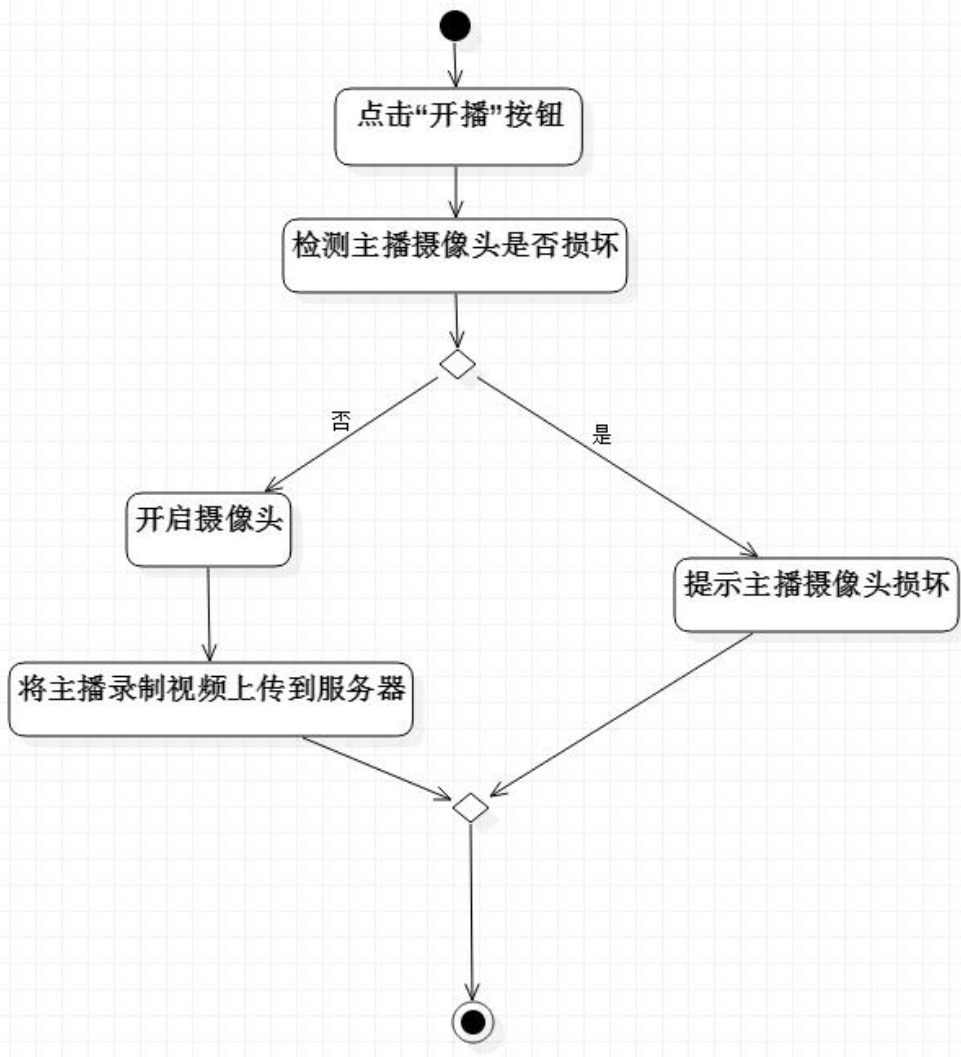 点击“开播”按钮
检测主播摄像头是否损坏
否
是
开启摄像头
提示主播摄像头损坏
将主播录制视频上传到服务器